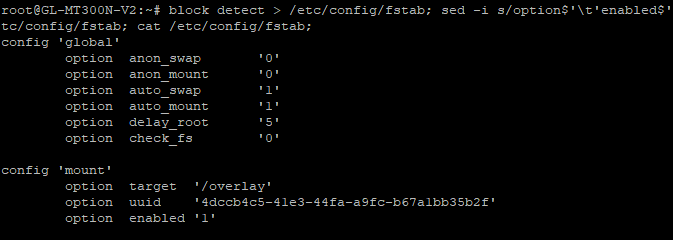 root@GL-MT300N-V2:~# block detect > /etc/config/fstab; sed -i s/option$'\t'enabled$'
tc/config/fstab; cat /etc/config/fstab;
config 'global'
        option  anon_swap       '0'
        option  anon_mount      '0'
        option  auto_swap       '1'
        option  auto_mount      '1'
        option  delay_root      '5'
        option  check_fs        '0'

config 'mount'
        option  target  '/overlay'
        option  uuid    '4dccb4c5-41e3-44fa-a9fc-b67a1bb35b2f'
        option  enabled '1'